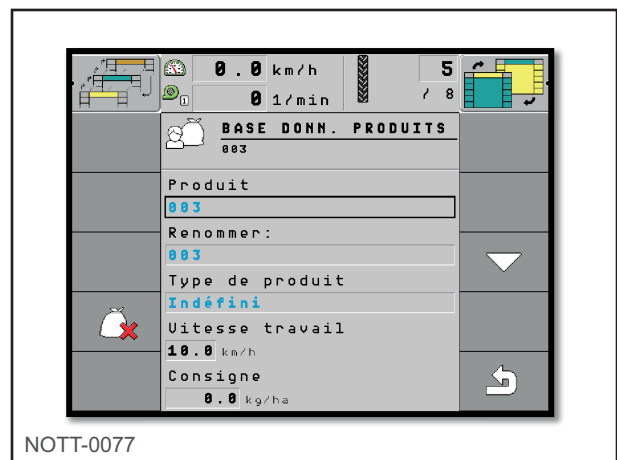 0.0 km/h
5
1
0 1/min
/ 8
BASE DONN. PRODUITS
003
Produit
003
Renommer:
003
Type de produit
Indéfini
Vitesse travail
10.0 km/h
Consigne
0.0 kg/ha
NOTT-0077